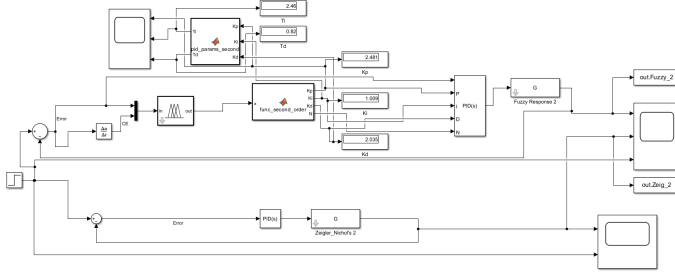 2.46
Ti
Ti
Kp
pid_params_second
Ki
0.82
Td
Kd
Td
2.481
Kp
out.Fuzzy_2
PID(s)
G
Fuzzy Response 2
Kp
Ki
func_second_order
Kd
N
1.009
Ki
P
I
D
N
in
out
Error
Δu
Δt
CE
2.035
Kd
out.Zeig_2
Error
PID(s)
G
Zeigler_Nichol's 2